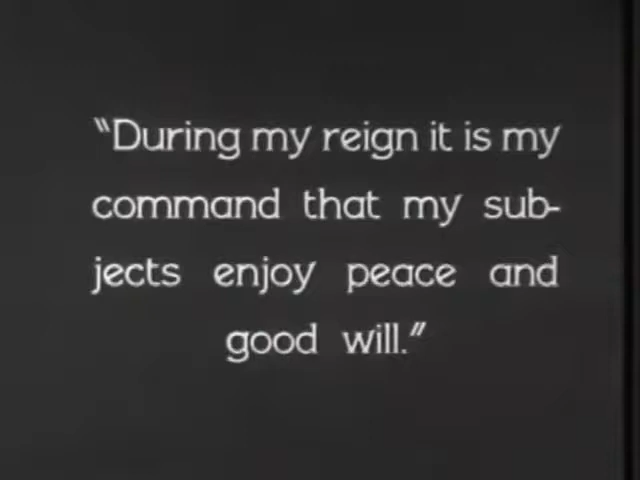 "During my reign it is my
command that my sub-
jects enjoy peace and
good will."